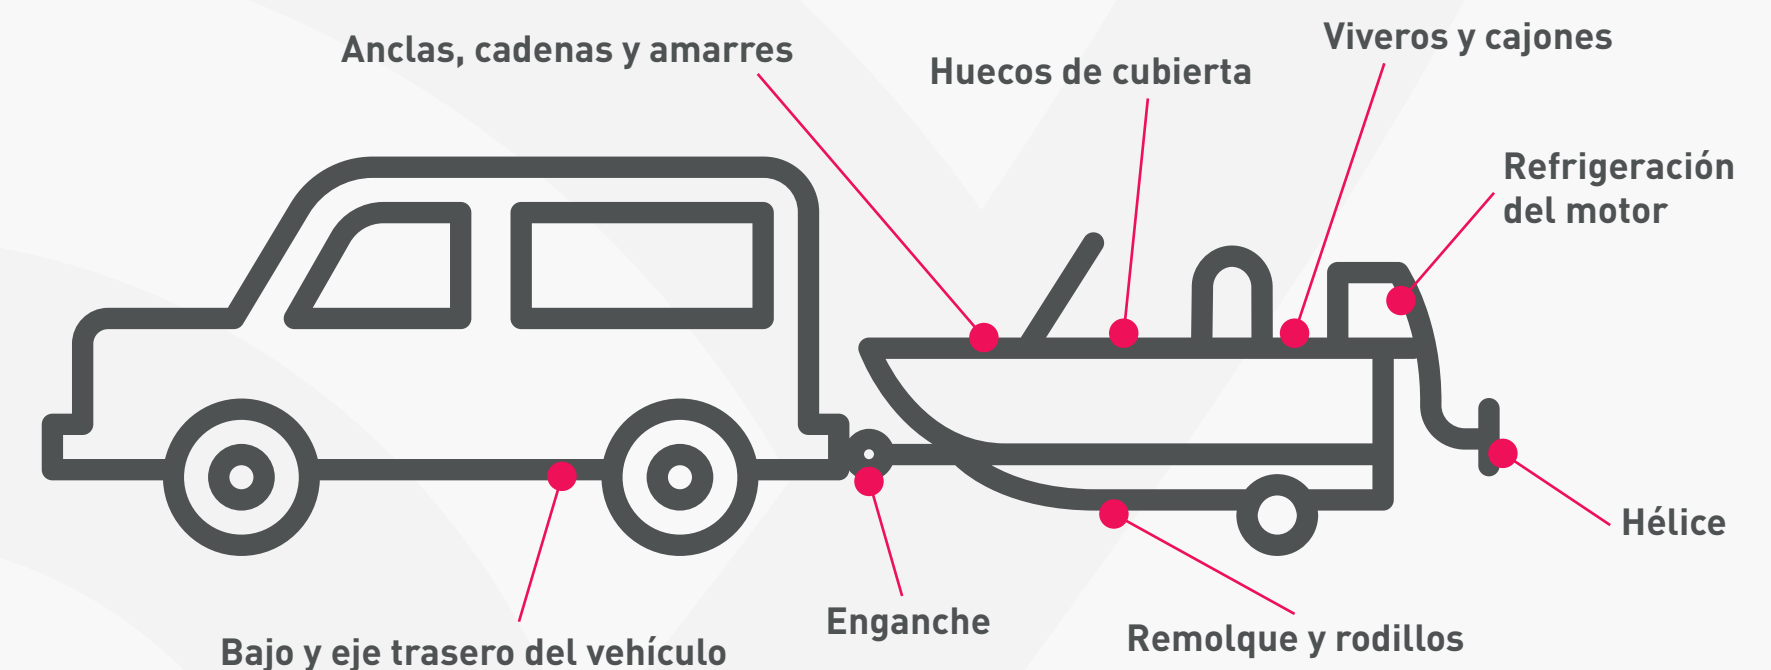 Anclas, cadenas y amarres
Huecos de cubierta
Viveros y cajones
Refrigeración
del motor
Hélice
Remolque y rodillos
Enganche
Bajo y eje trasero del vehículo